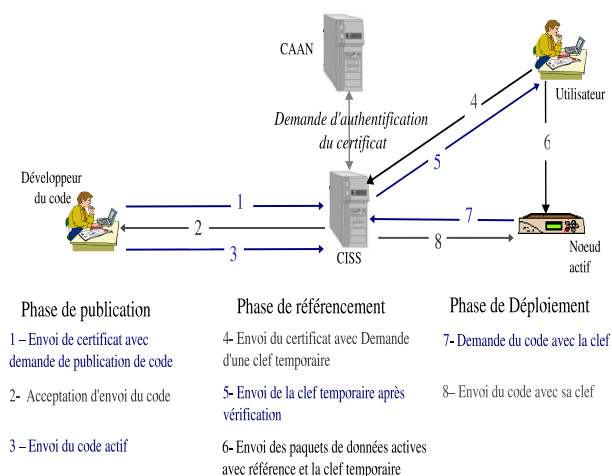 CAAN
Utilisateur
Demande d'authentification
du certificat
4
5
6
Développeur
du code
1
2
3
7
8
CISS
Noeud
actif
Phase de publication
1 – Envoi de certificat avec
demande de publication de code
2- Acceptation d'envoi du code
3 – Envoi du code actif
Phase de référencement
4- Envoi du certificat avec Demande
d'une clef temporaire
5- Envoi de la clef temporaire après
vérification
6- Envoi des paquets de données actives
avec référence et la clef temporaire
Phase de Déploiement
7- Demande du code avec la clef
8- Envoi du code avec sa clef